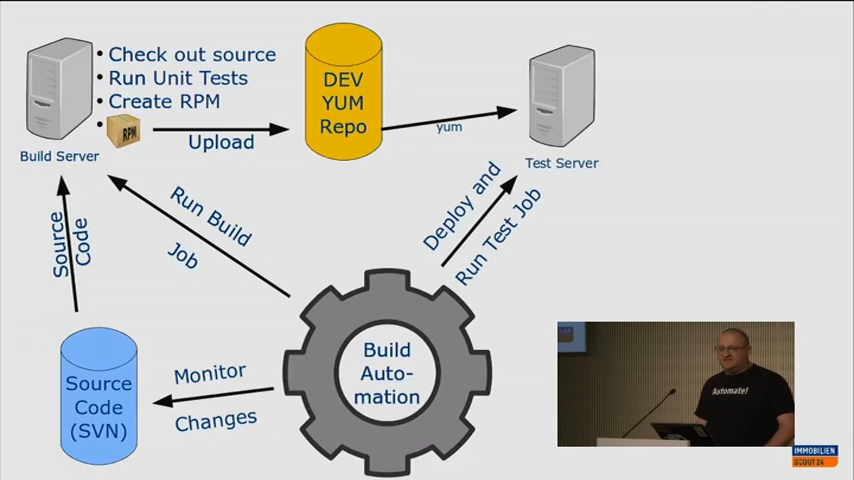 • Check out source
• Run Unit Tests
• Create RPM
•
RPM
Build Server
Upload
DEV
YUM
Repo
yum
Test Server
Source
Code
Run Build
Job
Deploy and
Run Test Job
Build
Auto-
mation
Monitor
Changes
Source
Code
(SVN)
Automate!
IMMOBILIEN
SCOUT24